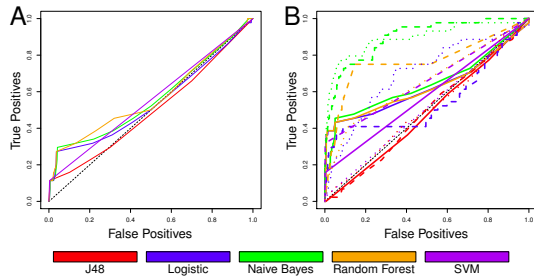 A
B
True Positives
1.0
0.8
0.6
0.4
0.2
0.0
0.0 0.2 0.4 0.6 0.8 1.0
False Positives
True Positives
1.0
0.8
0.6
0.4
0.2
0.0
0.0 0.2 0.4 0.6 0.8 1.0
False Positives
J48 Logistic Naive Bayes Random Forest SVM